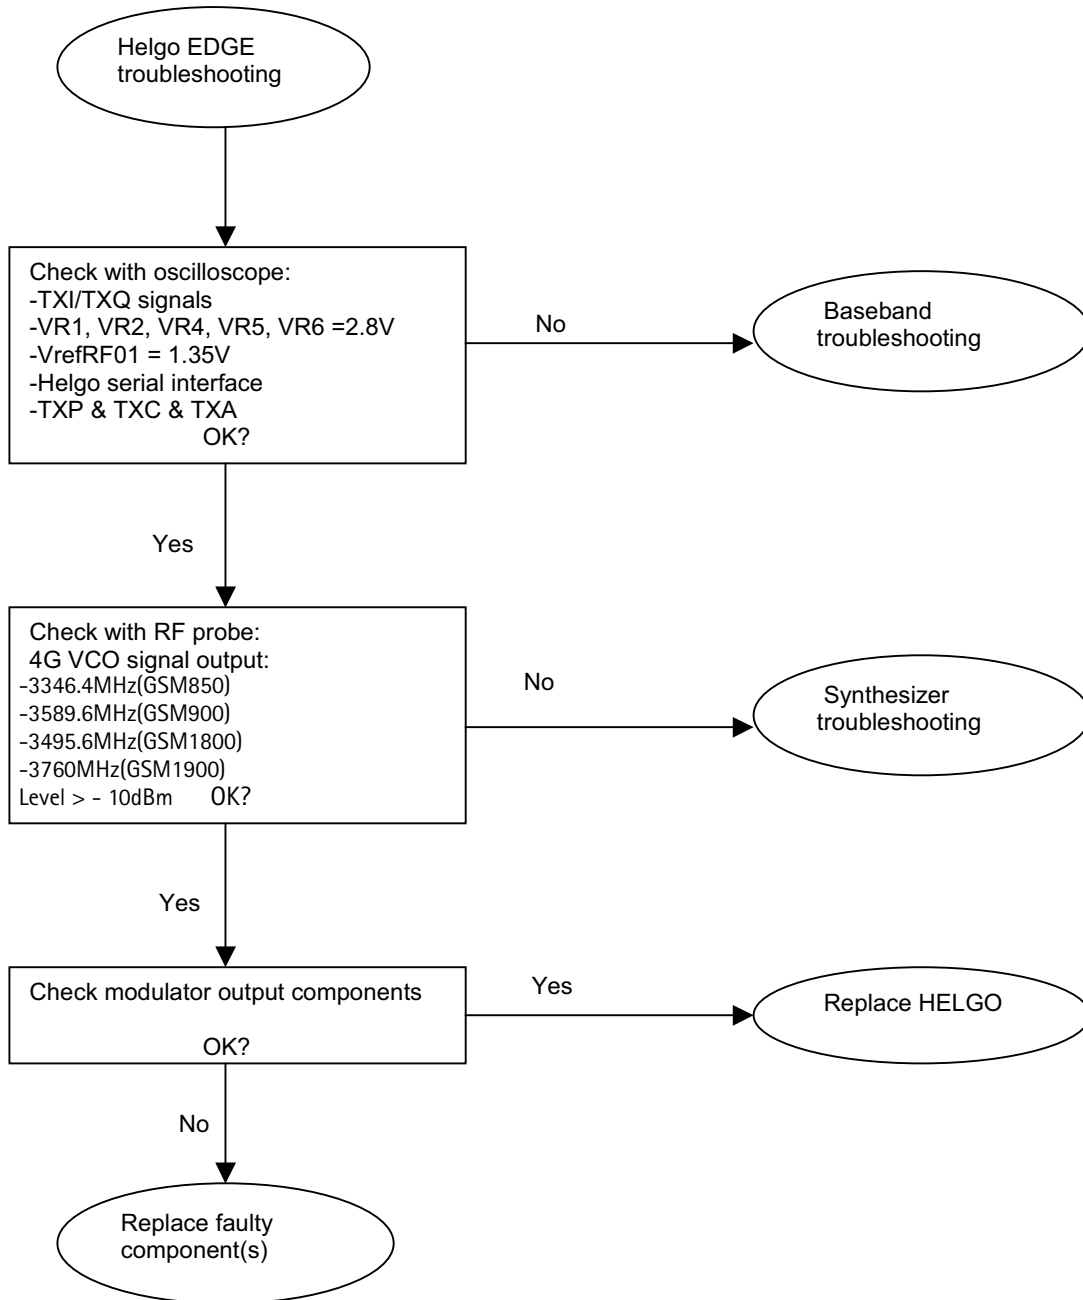 Helgo EDGE
troubleshooting
Check with oscilloscope:
-TXI/TXQ signals
-VR1, VR2, VR4, VR5, VR6 =2.8V
-VrefRF01 = 1.35V
-Helgo serial interface
-TXP & TXC & TXA
OK?
No
Baseband
troubleshooting
Yes
Check with RF probe:
4G VCO signal output:
-3346.4MHz(GSM850)
-3589.6MHz(GSM900)
-3495.6MHz(GSM1800)
-3760MHz(GSM1900)
Level > - 10dBm OK?
No
Synthesizer
troubleshooting
Yes
Check modulator output components
OK?
Yes
Replace HELGO
No
Replace faulty
component(s)